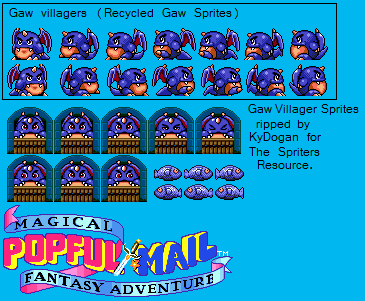 Gaw villagers (Recycled Gaw Sprites)
Gaw Villager Sprites
ripped by
KyDogan for
The Spriters
Resource.
MAGICAL
POPFUL MAIL™
FANTASY ADVENTURE